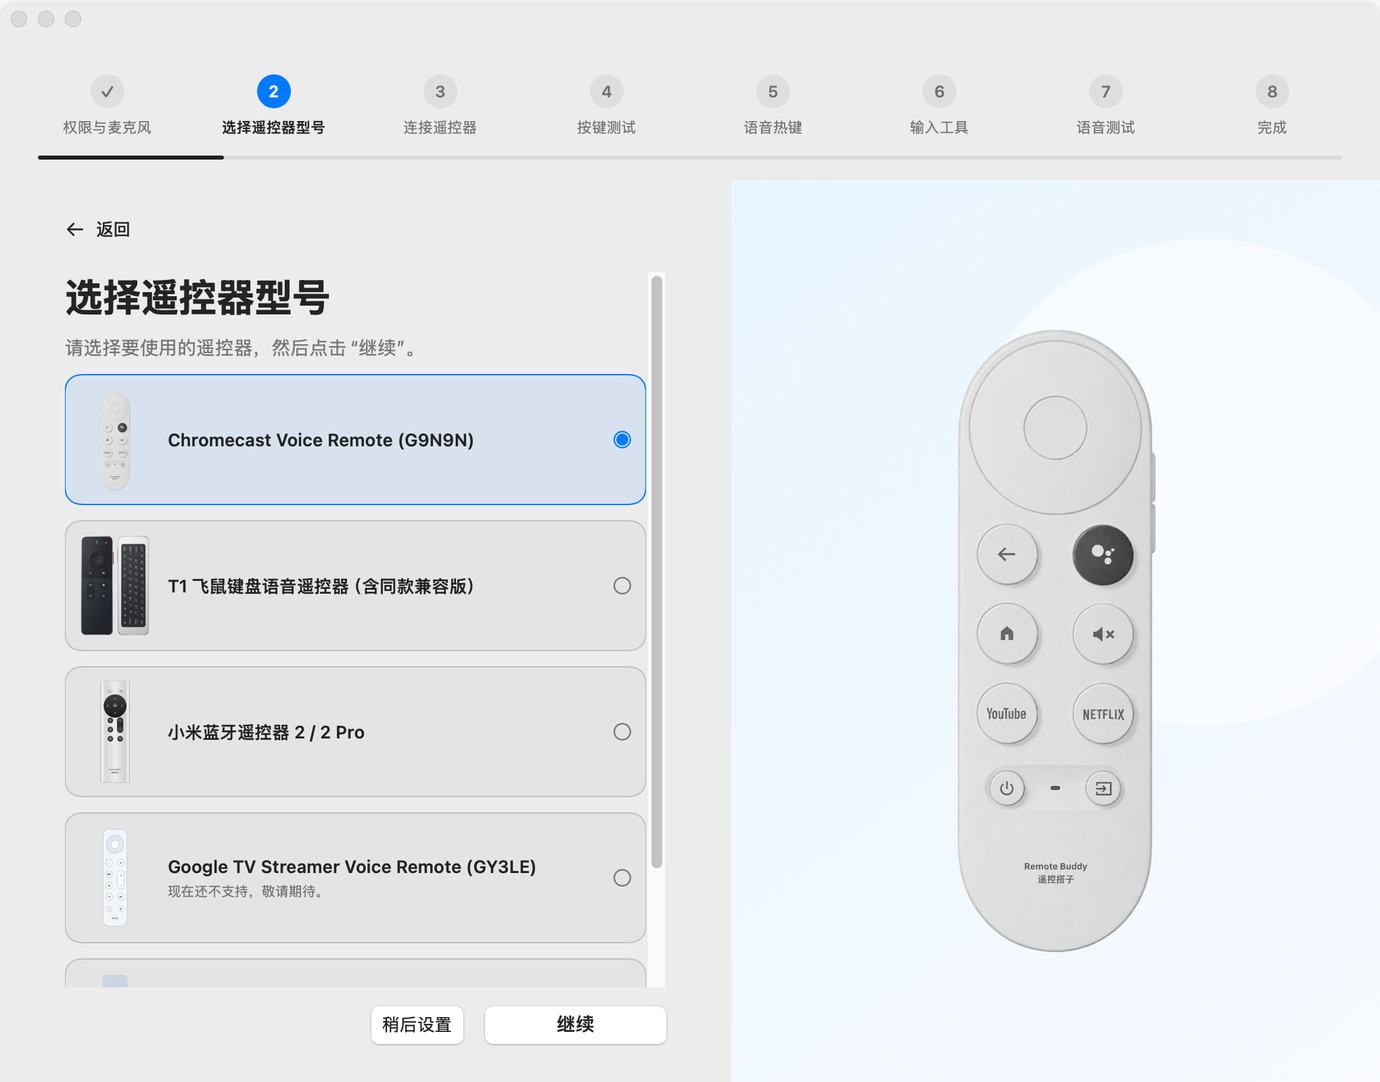 2
3
4
5
6
7
8
权限与麦克风
选择遥控器型号
连接遥控器
按键测试
语音热键
输入工具
语音测试
完成
返回
选择遥控器型号
请选择要使用的遥控器，然后点击 “继续”。
Chromecast Voice Remote (G9N9N)
T1 飞鼠键盘语音遥控器（含同款兼容版）
小米蓝牙遥控器 2 / 2 Pro
Google TV Streamer Voice Remote (GY3LE)
现在还不支持，敬请期待。
稍后设置
继续
YouTube
NETFLIX
Remote Buddy
遥控搭子